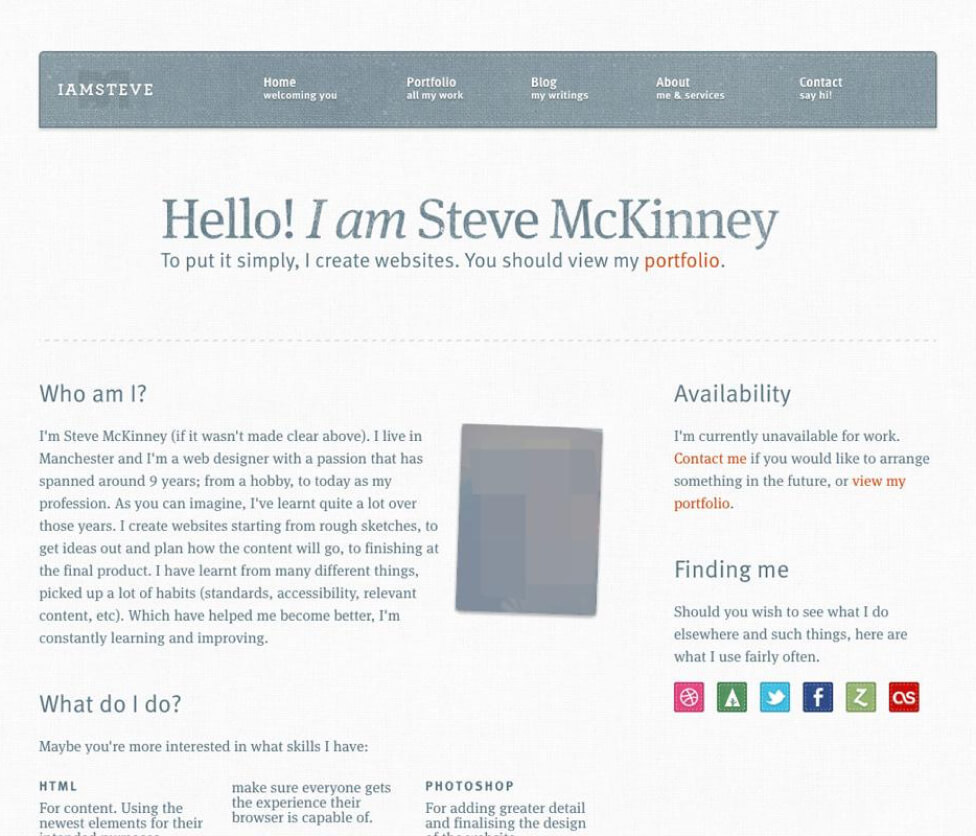 IAMSTEVE
Home
welcoming you
Portfolio
all my work
Blog
my writings
About
me & services
Contact
say hi!
Hello! I am Steve McKinney
To put it simply, I create websites. You should view my portfolio.
Who am I?
I'm Steve McKinney (if it wasn't made clear above). I live in
Manchester and I'm a web designer with a passion that has
spanned around 9 years; from a hobby, to today as my
profession. As you can imagine, I've learnt quite a lot over
those years. I create websites starting from rough sketches, to
get ideas out and plan how the content will go, to finishing at
the final product. I have learnt from many different things,
picked up a lot of habits (standards, accessibility, relevant
content, etc). Which have helped me become better, I'm
constantly learning and improving.
What do I do?
Maybe you're more interested in what skills I have:
HTML
For content. Using the
newest elements for their
intended purposes
make sure everyone gets
the experience their
browser is capable of.
PHOTOSHOP
For adding greater detail
and finalising the design
of the website
Availability
I'm currently unavailable for work.
Contact me if you would like to arrange
something in the future, or view my
portfolio.
Finding me
Should you wish to see what I do
elsewhere and such things, here are
what I use fairly often.